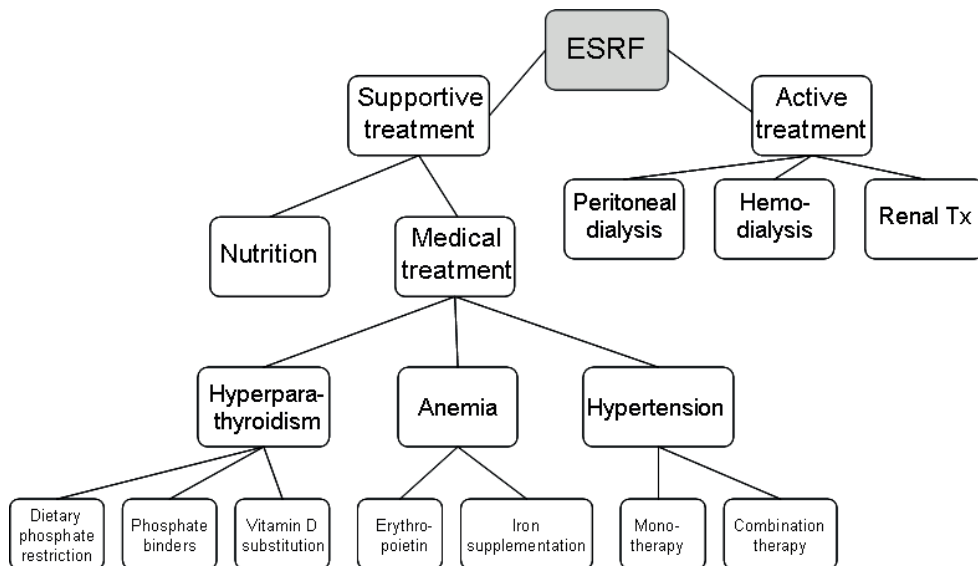 ESRF
Supportive
treatment
Active
treatment
Peritoneal
dialysis
Hemo-
dialysis
Renal Tx
Nutrition
Medical
treatment
Hyperpara-
thyroidism
Anemia
Hypertension
Dietary
phosphate
restriction
Phosphate
binders
Vitamin D
substitution
Erythro-
poietin
Iron
supplementation
Mono-
therapy
Combination
therapy